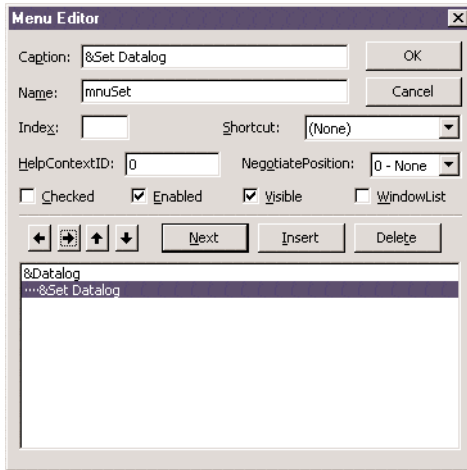 Menu Editor
Caption: &Set Datalog OK
Name: mnuSet Cancel
Index: Shortcut: (None)
HelpContextID: 0 NegotiatePosition: 0 - None
Checked Enabled Visible WindowList
Next Insert Delete
&Datalog
····&Set Datalog